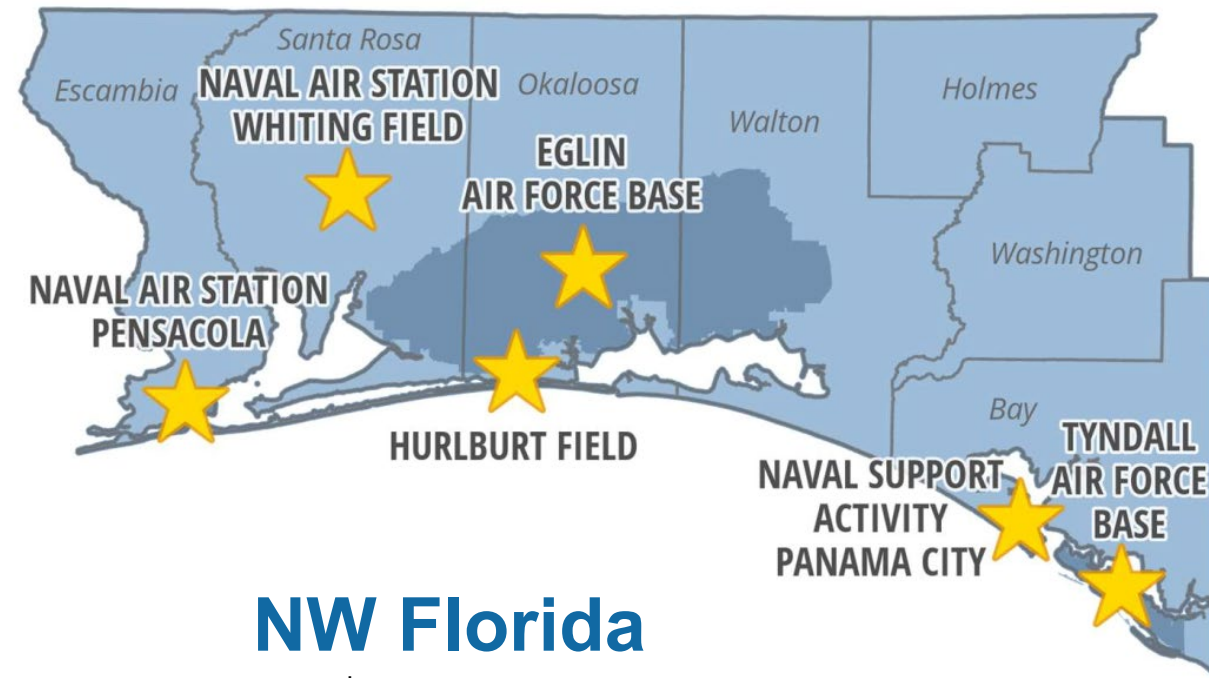 Santa Rosa
Escambia
NAVAL AIR STATION
WHITING FIELD
Okaloosa
Holmes
Walton
EGLIN
AIR FORCE BASE
Washington
NAVAL AIR STATION
PENSACOLA
Bay
HURLBURT FIELD
TYNDALL
AIR FORCE
BASE
NAVAL SUPPORT
ACTIVITY
PANAMA CITY
NW Florida